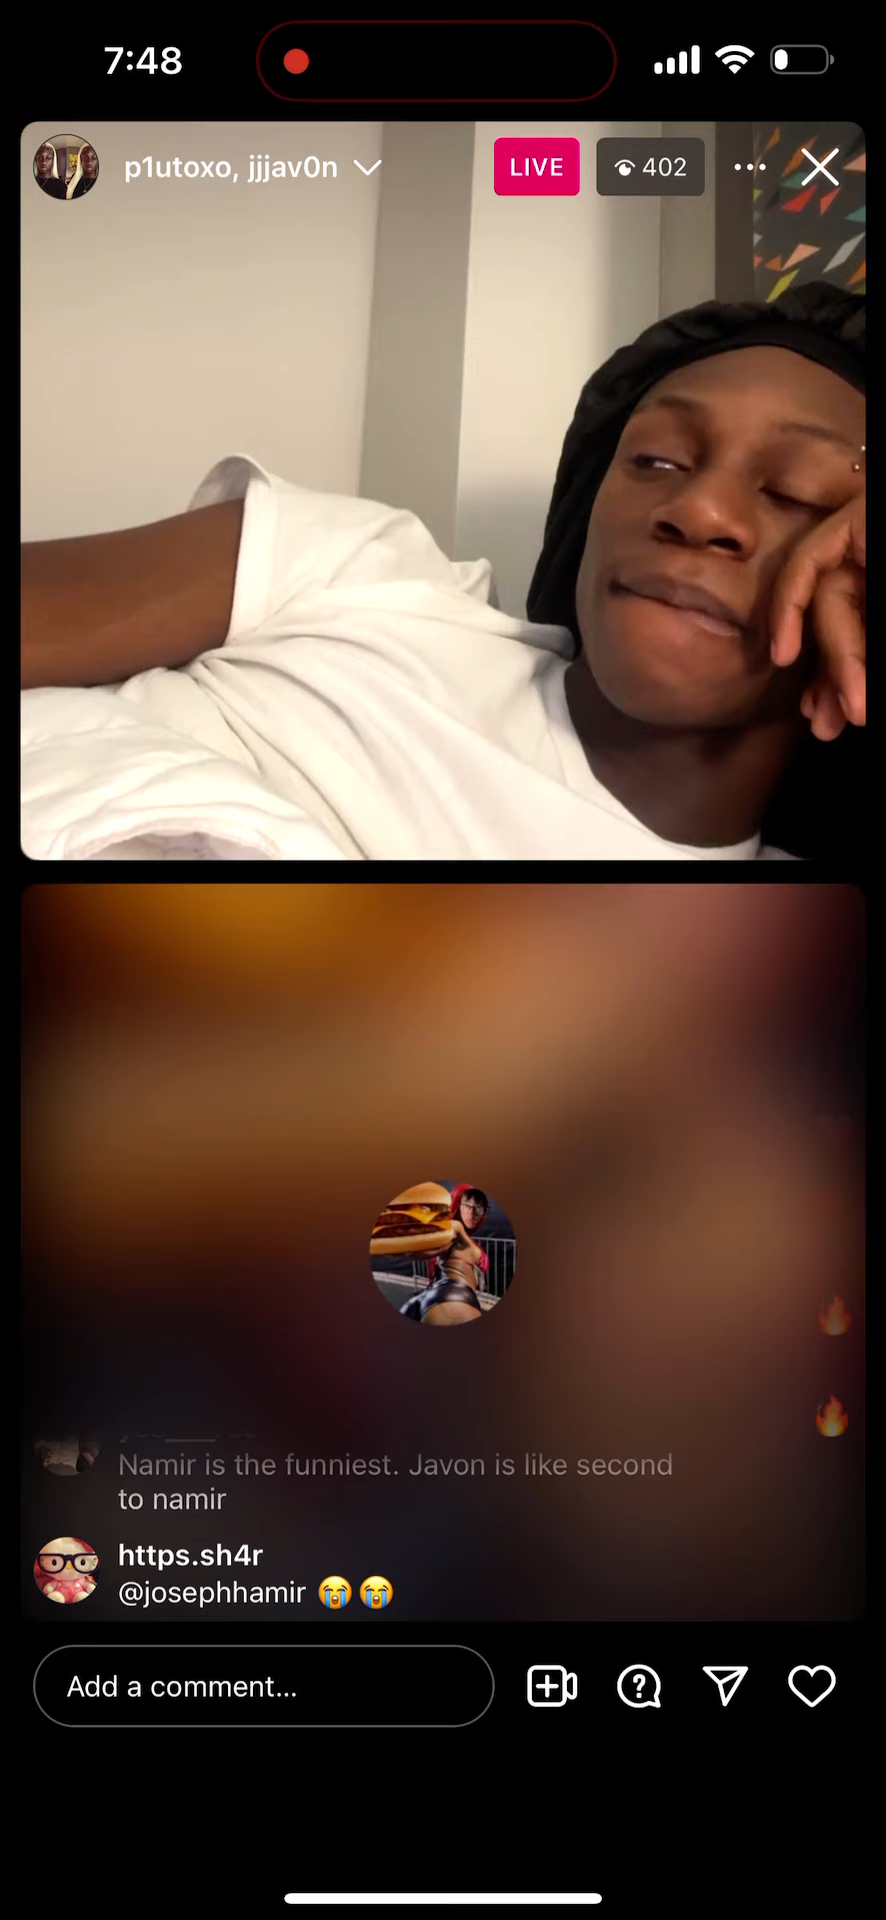 7:48
p1utoxo, jjjav0n
LIVE
402
Namir is the funniest. Javon is like second
to namir
https.sh4r
@josephhamir 😭😭
Add a comment...